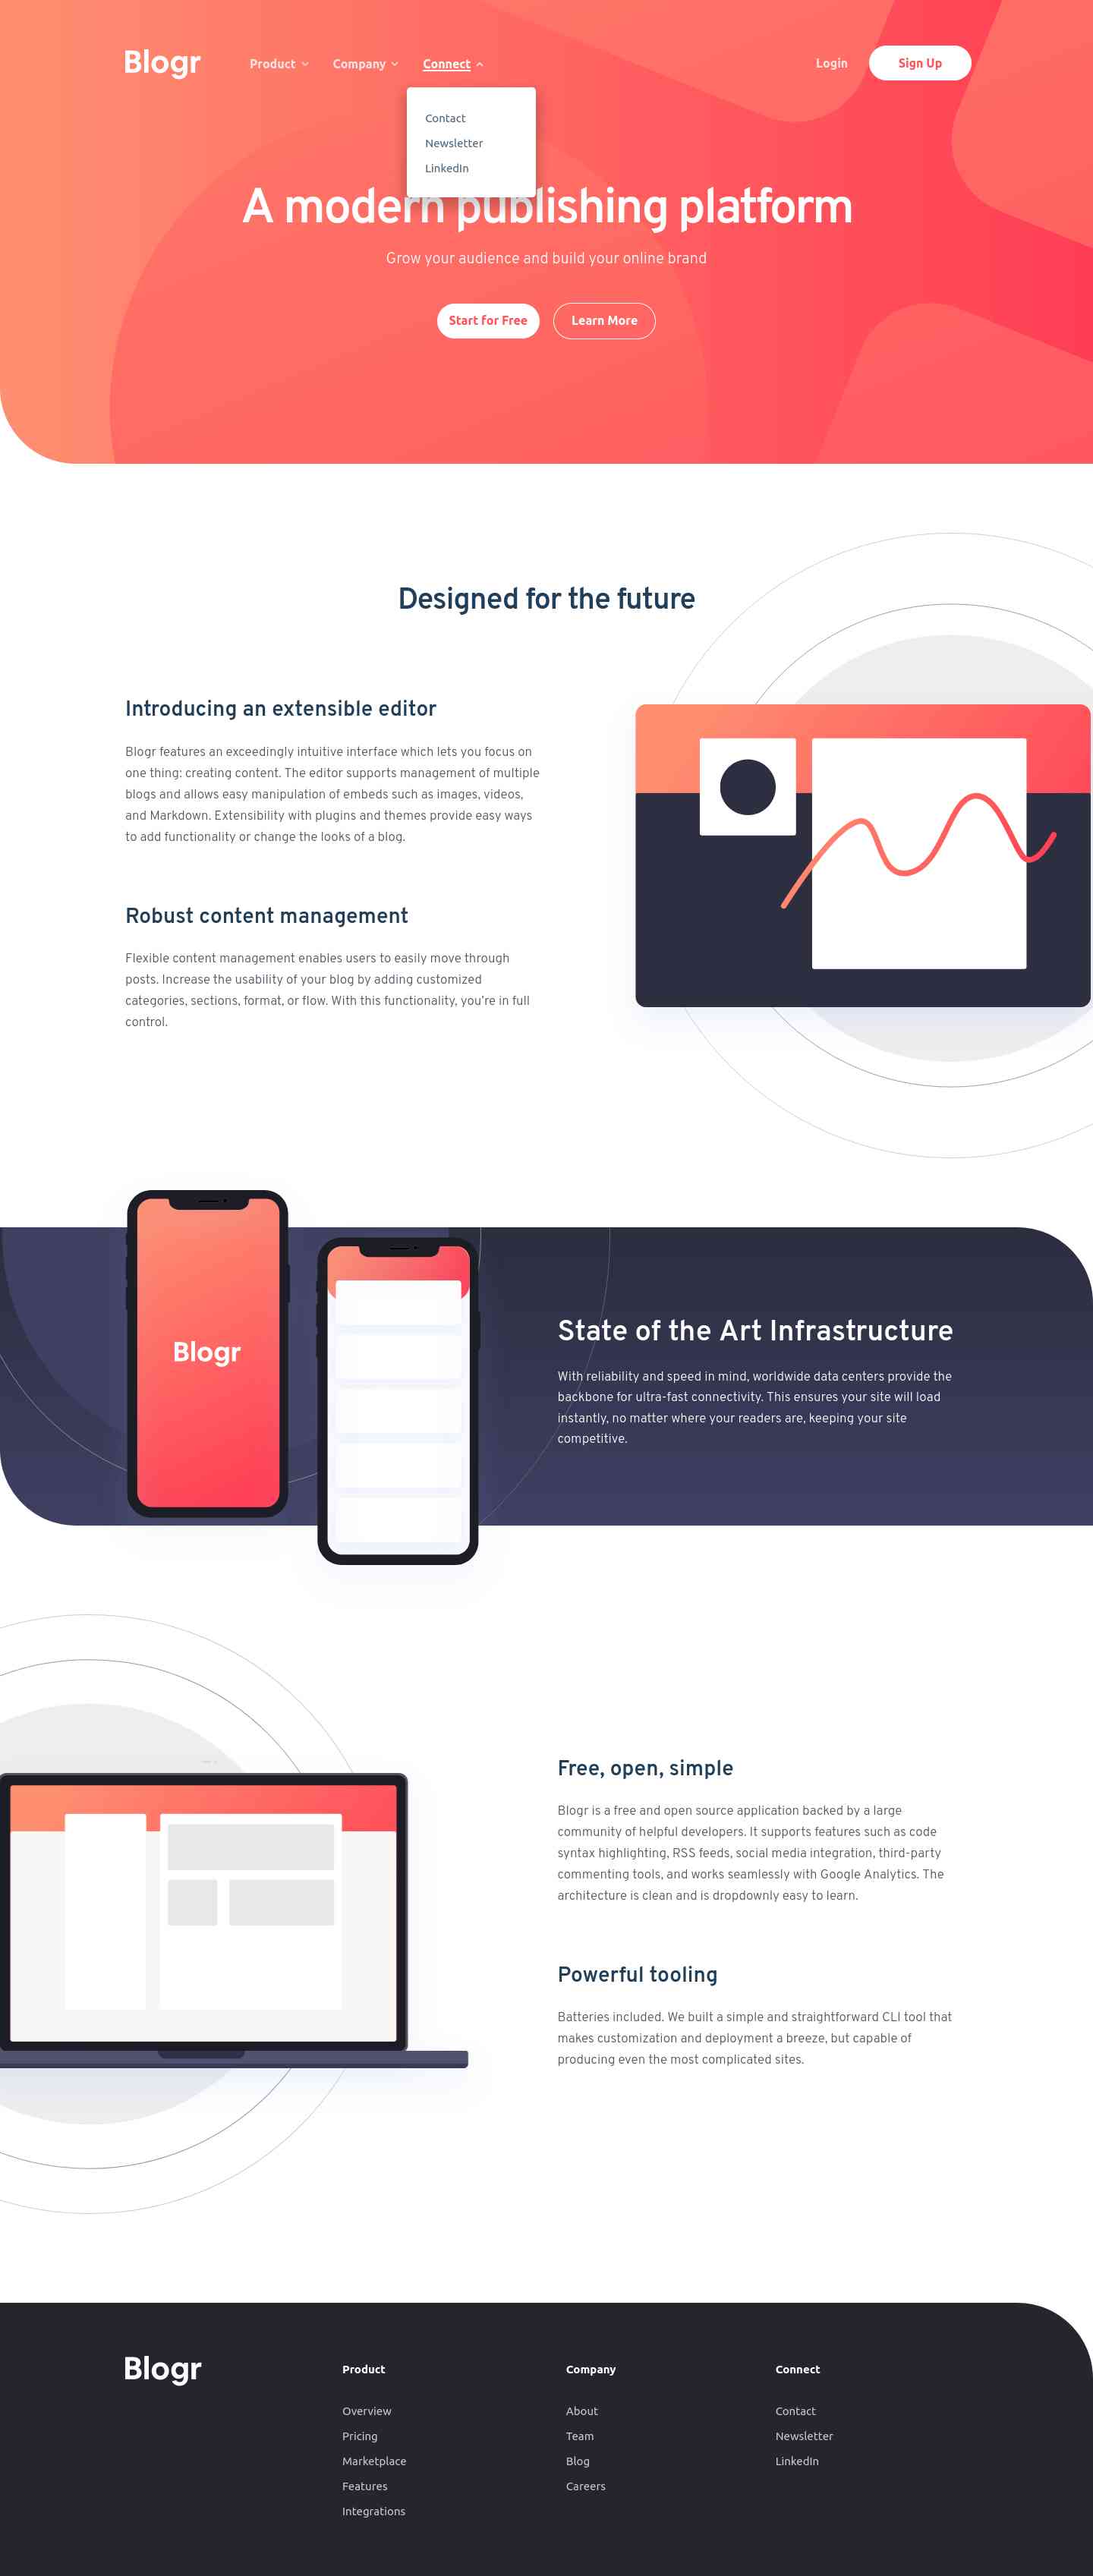 Blogr
Product
Company
Connect
Login
Sign Up
Contact
Newsletter
LinkedIn
A modern publishing platform
Grow your audience and build your online brand
Start for Free
Learn More
Designed for the future
Introducing an extensible editor
Blogr features an exceedingly intuitive interface which lets you focus on
one thing: creating content. The editor supports management of multiple
blogs and allows easy manipulation of embeds such as images, videos,
and Markdown. Extensibility with plugins and themes provide easy ways
to add functionality or change the looks of a blog.
Robust content management
Flexible content management enables users to easily move through
posts. Increase the usability of your blog by adding customized
categories, sections, format, or flow. With this functionality, you're in full
control.
Blogr
State of the Art Infrastructure
With reliability and speed in mind, worldwide data centers provide the
backbone for ultra-fast connectivity. This ensures your site will load
instantly, no matter where your readers are, keeping your site
competitive.
Free, open, simple
Blogr is a free and open source application backed by a large
community of helpful developers. It supports features such as code
syntax highlighting, RSS feeds, social media integration, third-party
commenting tools, and works seamlessly with Google Analytics. The
architecture is clean and is dropdownly easy to learn.
Powerful tooling
Batteries included. We built a simple and straightforward CLI tool that
makes customization and deployment a breeze, but capable of
producing even the most complicated sites.
Blogr
Product
Overview
Pricing
Marketplace
Features
Integrations
Company
About
Team
Blog
Careers
Connect
Contact
Newsletter
LinkedIn